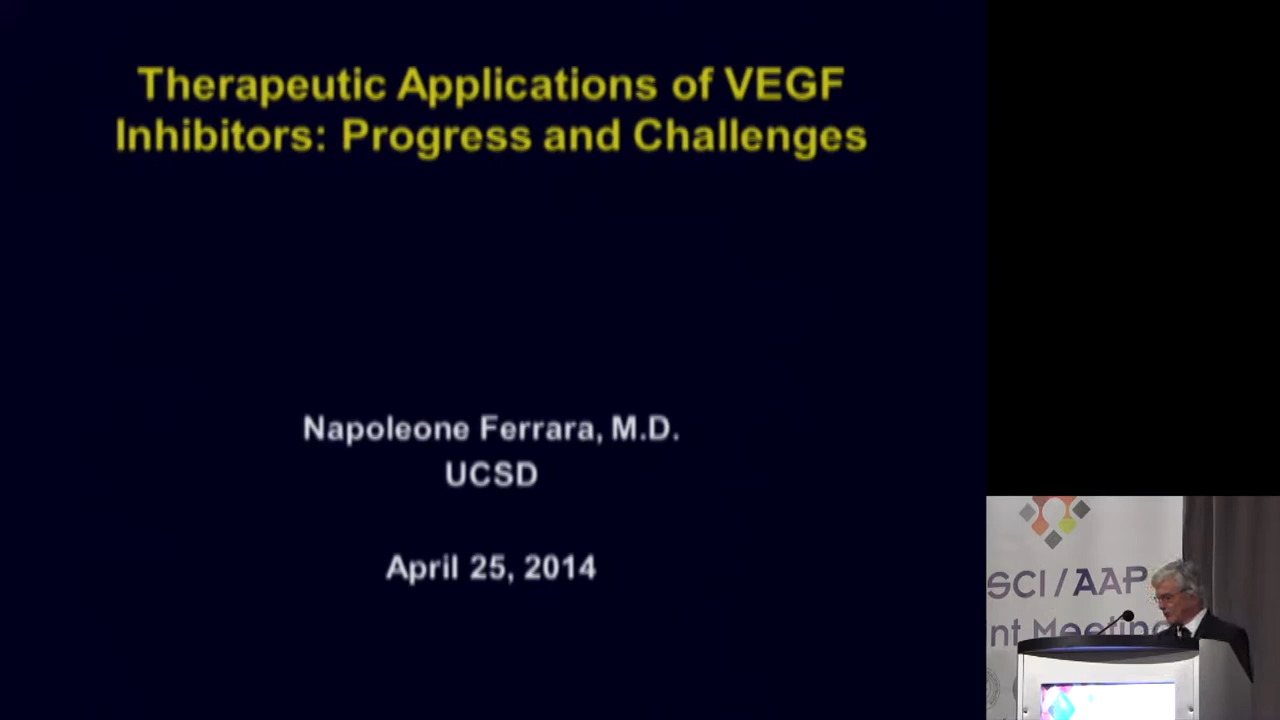 Therapeutic Applications of VEGF
Inhibitors: Progress and Challenges
Napoleone Ferrara, M.D.
UCSD
April 25, 2014
SCI / AAP
nt Meeting